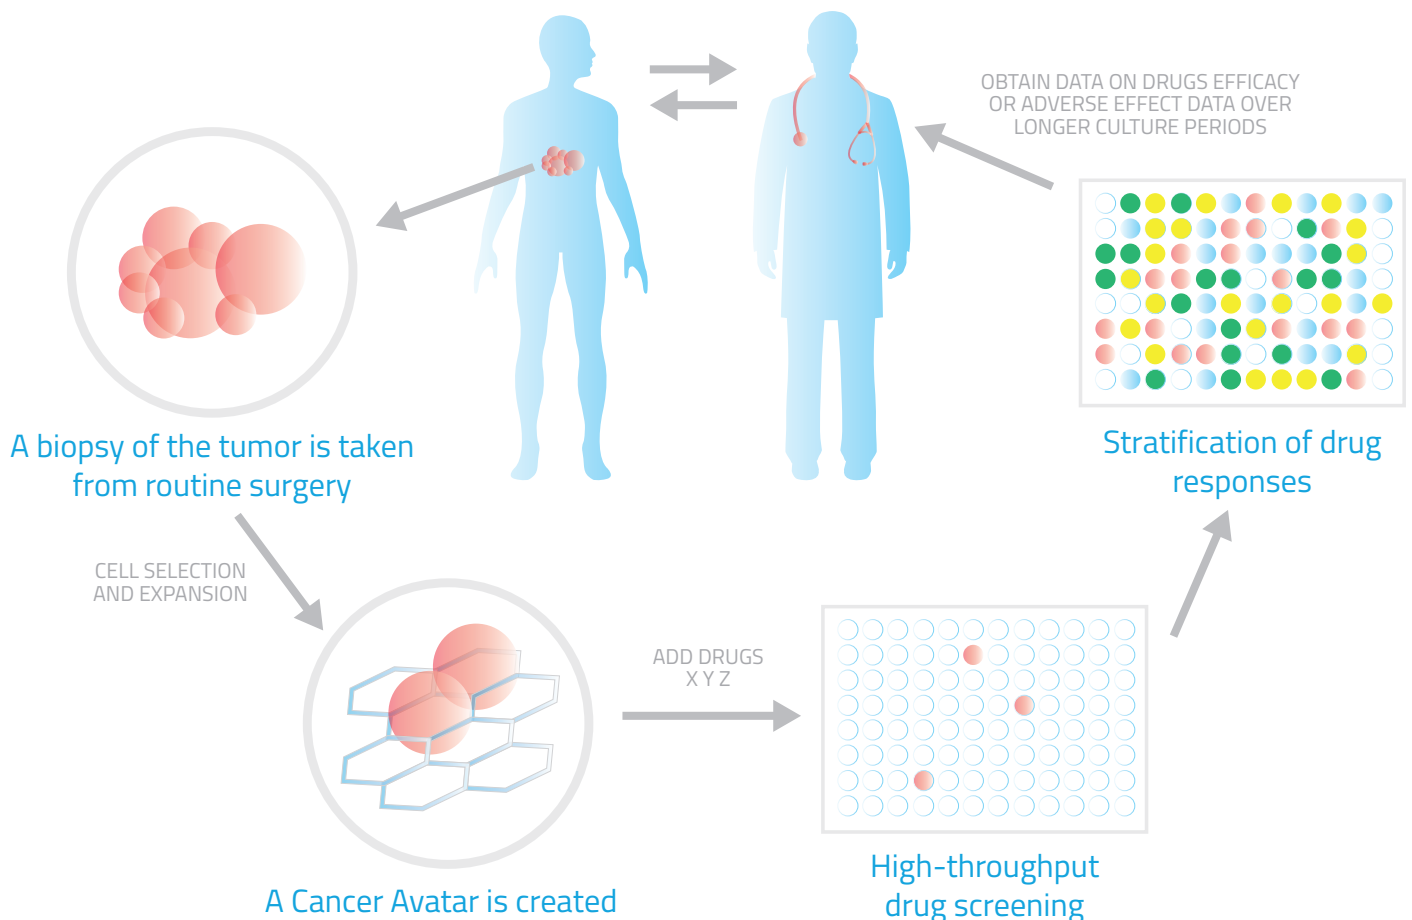 OBTAIN DATA ON DRUGS EFFICACY
OR ADVERSE EFFECT DATA OVER
LONGER CULTURE PERIODS
A biopsy of the tumor is taken
from routine surgery
Stratification of drug
responses
CELL SELECTION
AND EXPANSION
ADD DRUGS
X Y Z
A Cancer Avatar is created
High-throughput
drug screening